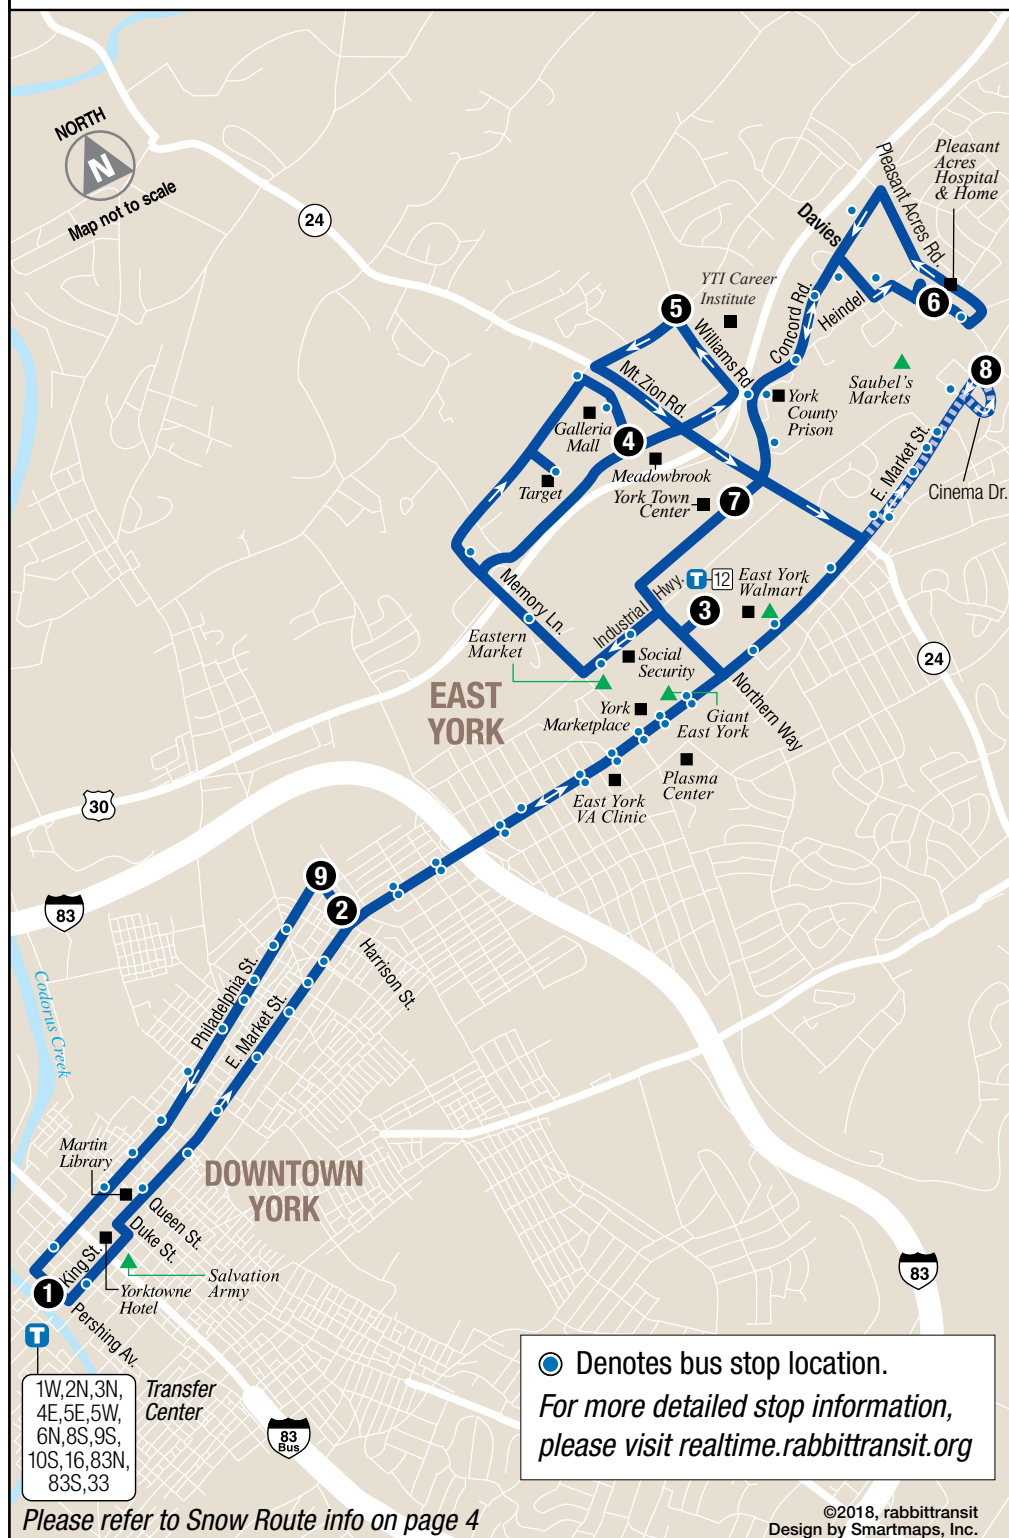 NORTH
N
Map not to scale
24
Pleasant
Acres
Hospital
& Home
Pleasant Acres Rd.
Davies
YTI Career
Institute
5
Williams Rd.
Concord Rd.
Heindel
6
8
Saubel's
Markets
Mt. Zion Rd.
York
County
Prison
Galleria
Mall
4
Meadowbrook
E. Market St.
Cinema Dr.
Target
York Town
Center
7
Memory Ln.
Industrial Hwy.
T
12
East York
Walmart
3
Eastern
Market
Social
Security
24
EAST
YORK
York
Marketplace
Giant
East York
Northern Way
Plasma
Center
East York
VA Clinic
30
83
9
2
Harrison St.
Philadelphia St.
E. Market St.
Codorus Creek
Martin
Library
DOWNTOWN
YORK
Queen St.
Duke St.
King St.
Salvation
Army
Yorktowne
Hotel
1
Pershing Av.
83
T
1W,2N,3N,
4E,5E,5W,
6N,8S,9S,
10S,16,83N,
83S,33
Transfer
Center
83
Bus
Denotes bus stop location.
For more detailed stop information,
please visit realtime.rabbittransit.org
Please refer to Snow Route info on page 4
©2018, rabbittransit
Design by Smartmaps, Inc.